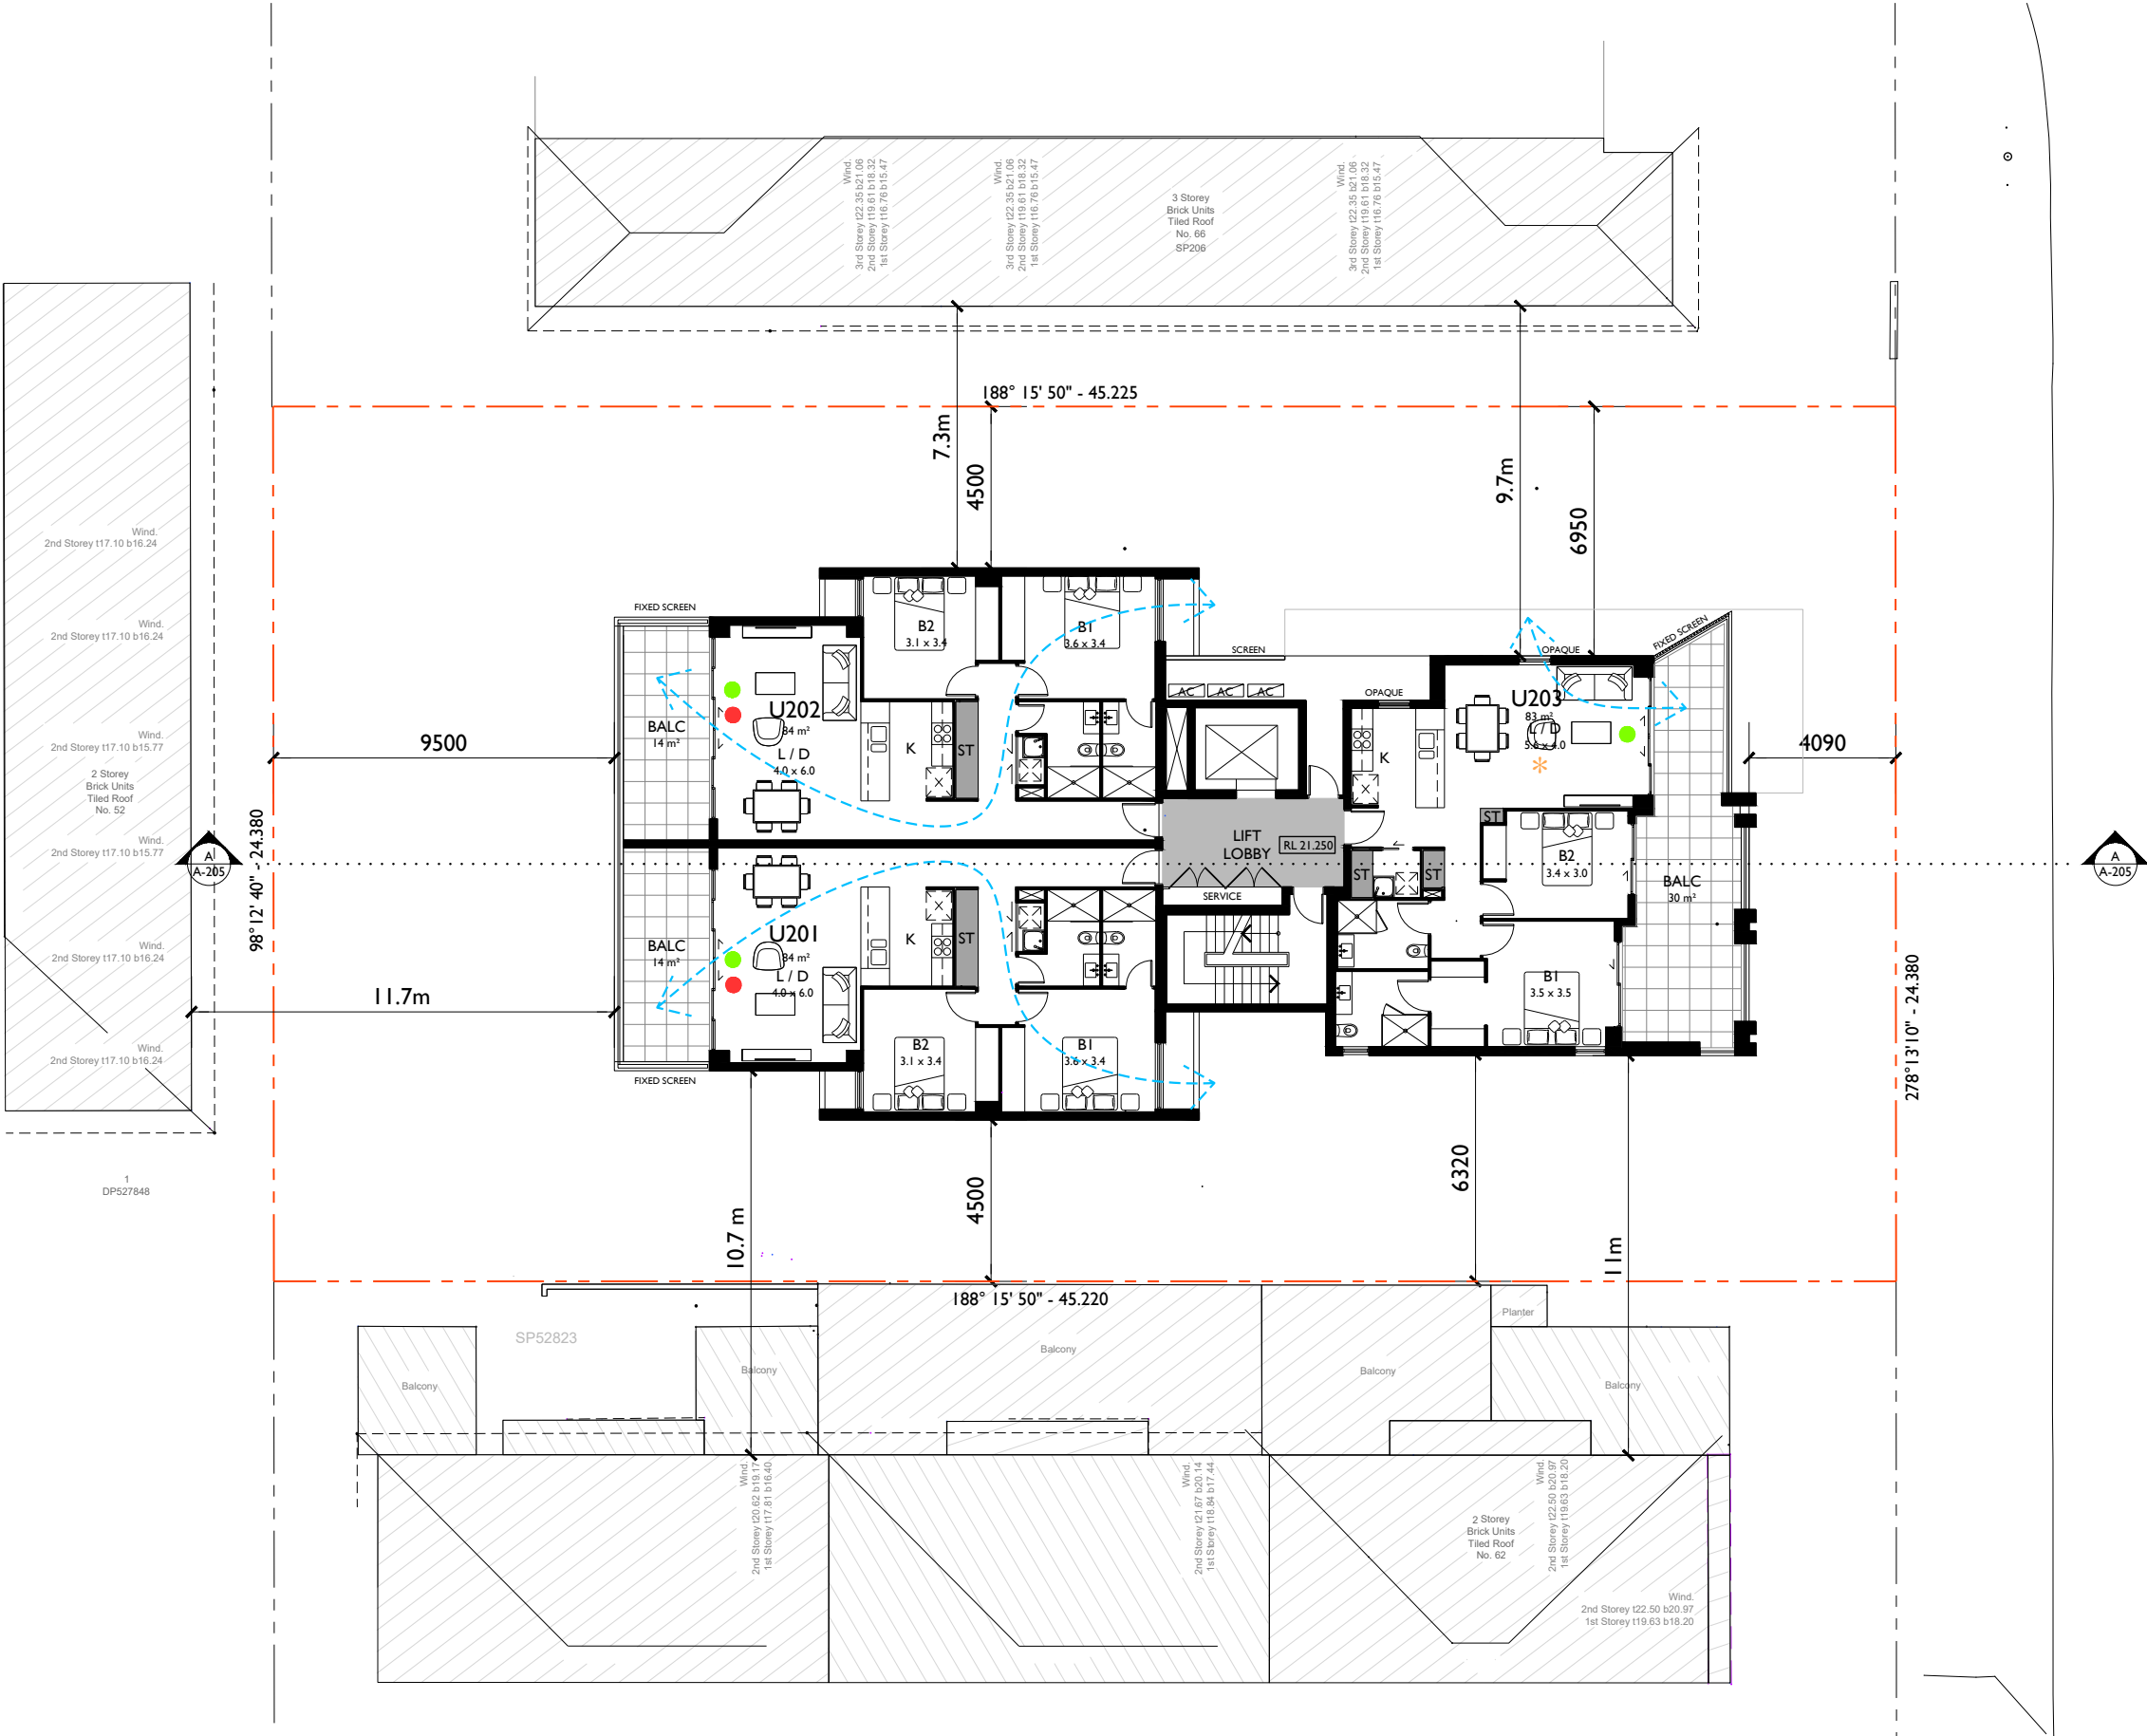 Wind.
3rd Storey t22.35 b21.06
2nd Storey t19.61 b18.32
1st Storey t16.76 b15.47
Wind.
3rd Storey t22.35 b21.06
2nd Storey t19.61 b18.32
1st Storey t16.76 b15.47
3 Storey
Brick Units
Tiled Roof
No. 66
SP206
Wind.
3rd Storey t22.35 b21.06
2nd Storey t19.61 b18.32
1st Storey t16.76 b15.47
188° 15' 50" - 45.225
7.3m
4500
9.7m
6950
Wind.
2nd Storey t17.10 b16.24
Wind.
2nd Storey t17.10 b16.24
Wind.
2nd Storey t17.10 b15.77
2 Storey
Brick Units
Tiled Roof
No. 52
Wind.
2nd Storey t17.10 b15.77
Wind.
2nd Storey t17.10 b16.24
Wind.
2nd Storey t17.10 b16.24
1
DP527848
A
A-205
98° 12' 40" - 24.380
9500
11.7m
FIXED SCREEN
BALC
14 m²
U202
84 m²
L / D
4.0 x 6.0
B2
3.1 x 3.4
B1
3.6 x 3.4
K
ST
SCREEN
AC
AC
AC
OPAQUE
OPAQUE
FIXED SCREEN
U203
83 m²
L / D
5.6 x 4.0
K
ST
4090
LIFT
LOBBY
RL 21.250
SERVICE
ST
ST
B2
3.4 x 3.0
BALC
30 m²
B1
3.5 x 3.5
A
A-205
BALC
14 m²
U201
84 m²
L / D
4.0 x 6.0
K
ST
B2
3.1 x 3.4
B1
3.6 x 3.4
FIXED SCREEN
278° 13' 10" - 24.380
10.7 m
4500
6320
11m
188° 15' 50" - 45.220
SP52823
Balcony
Balcony
Balcony
Balcony
Planter
Balcony
Wind.
2nd Storey t20.62 b19.17
1st Storey t17.81 b16.40
Wind.
2nd Storey t21.67 b20.14
1st Storey t18.84 b17.44
2 Storey
Brick Units
Tiled Roof
No. 62
Wind.
2nd Storey t22.50 b20.97
1st Storey t19.63 b18.20
Wind.
2nd Storey t22.50 b20.97
1st Storey t19.63 b18.20